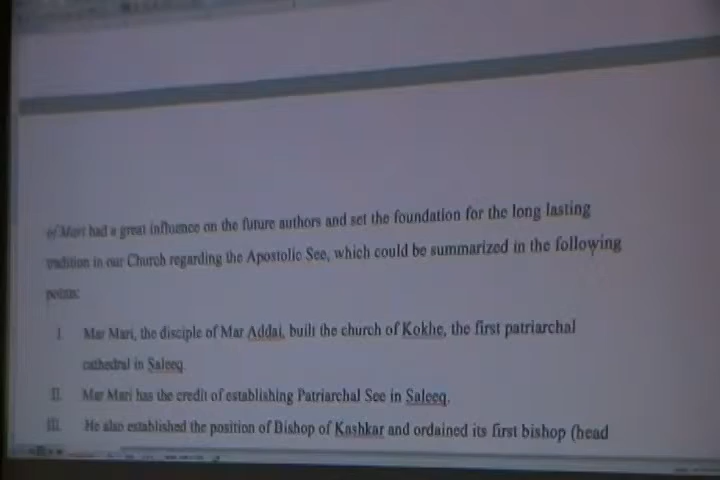 of Mari had a great influence on the future authors and set the foundation for the long lasting
tradition in our Church regarding the Apostolic See, which could be summarized in the following
points:
I. Mar Mari, the disciple of Mar Addai, built the church of Kokhe, the first patriarchal
cathedral in Saleeq.
II. Mar Mari has the credit of establishing Patriarchal See in Saleeq.
III. He also established the position of Bishop of Kashkar and ordained its first bishop (head